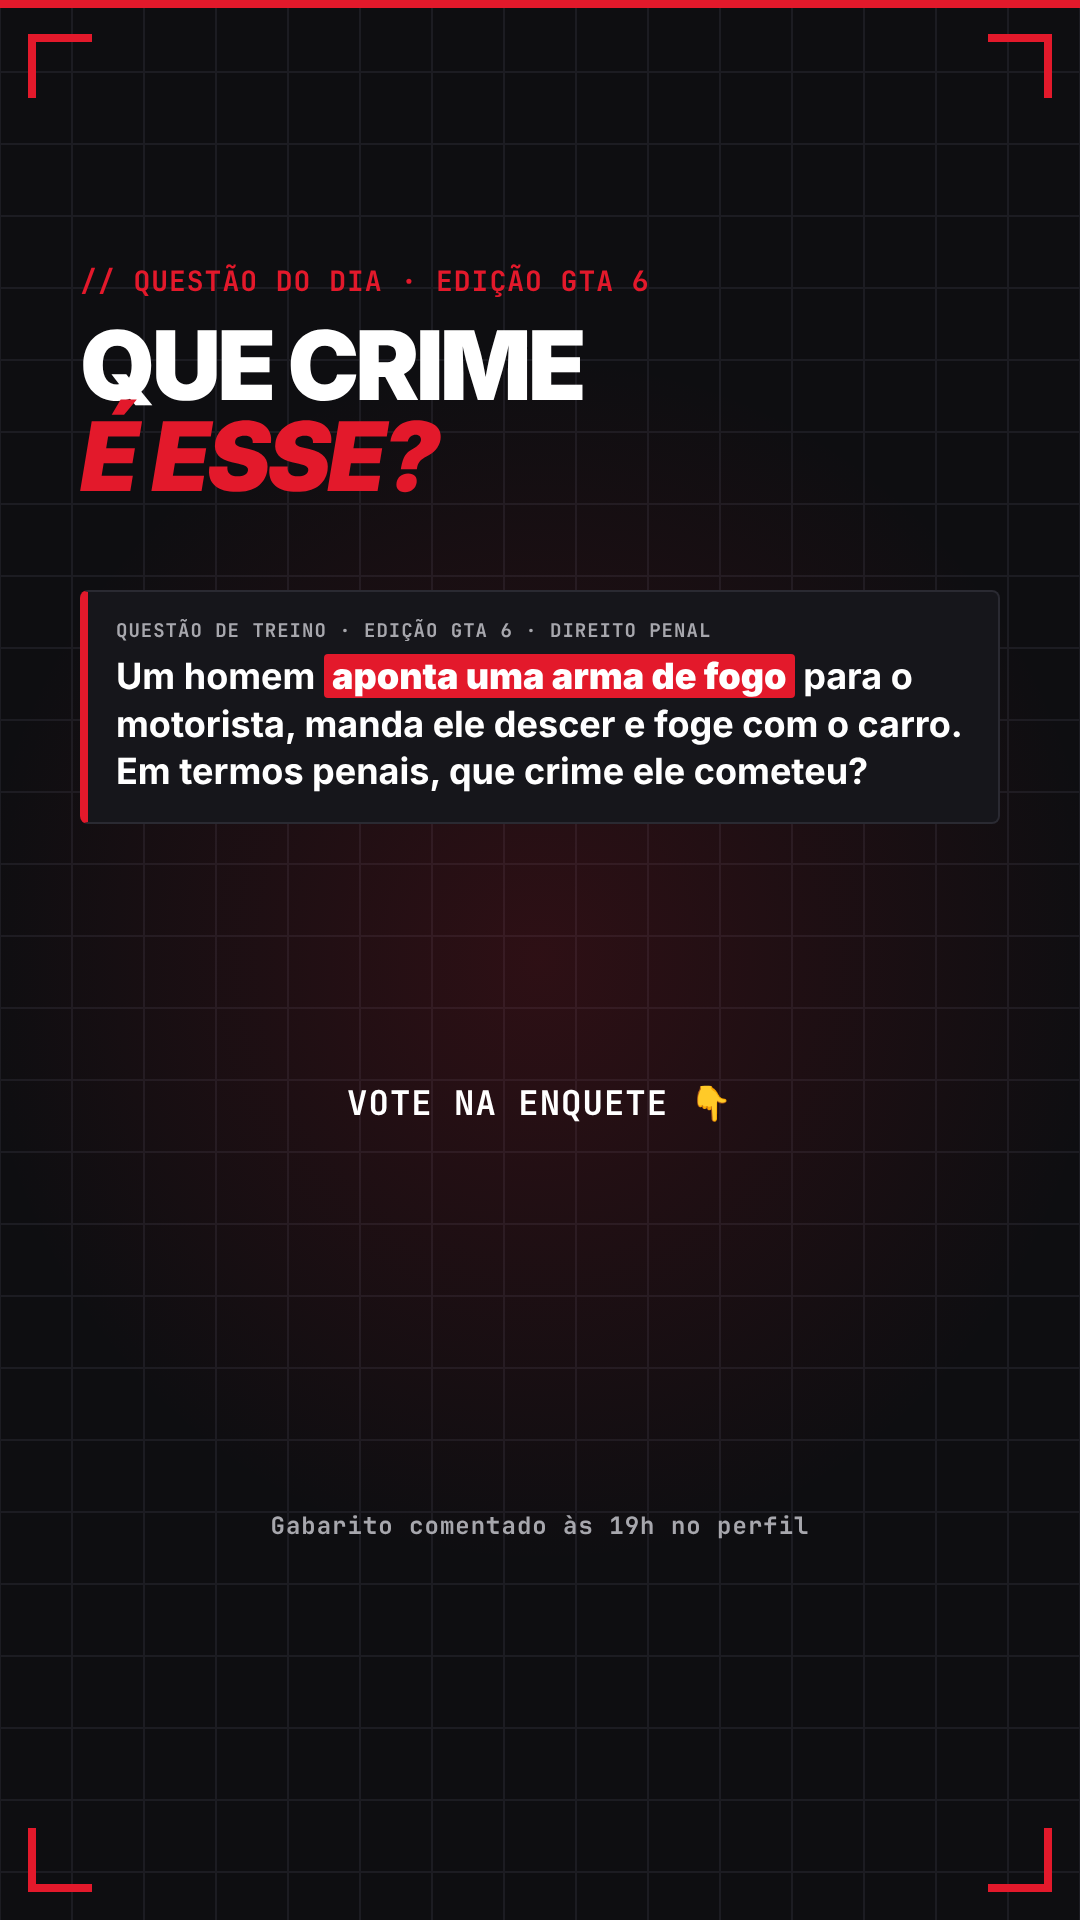 // QUESTÃO DO DIA · EDIÇÃO GTA 6
QUE CRIME
É ESSE?
QUESTÃO DE TREINO · EDIÇÃO GTA 6 · DIREITO PENAL
Um homem aponta uma arma de fogo para o
motorista, manda ele descer e foge com o carro.
Em termos penais, que crime ele cometeu?
VOTE NA ENQUETE 👇
Gabarito comentado às 19h no perfil